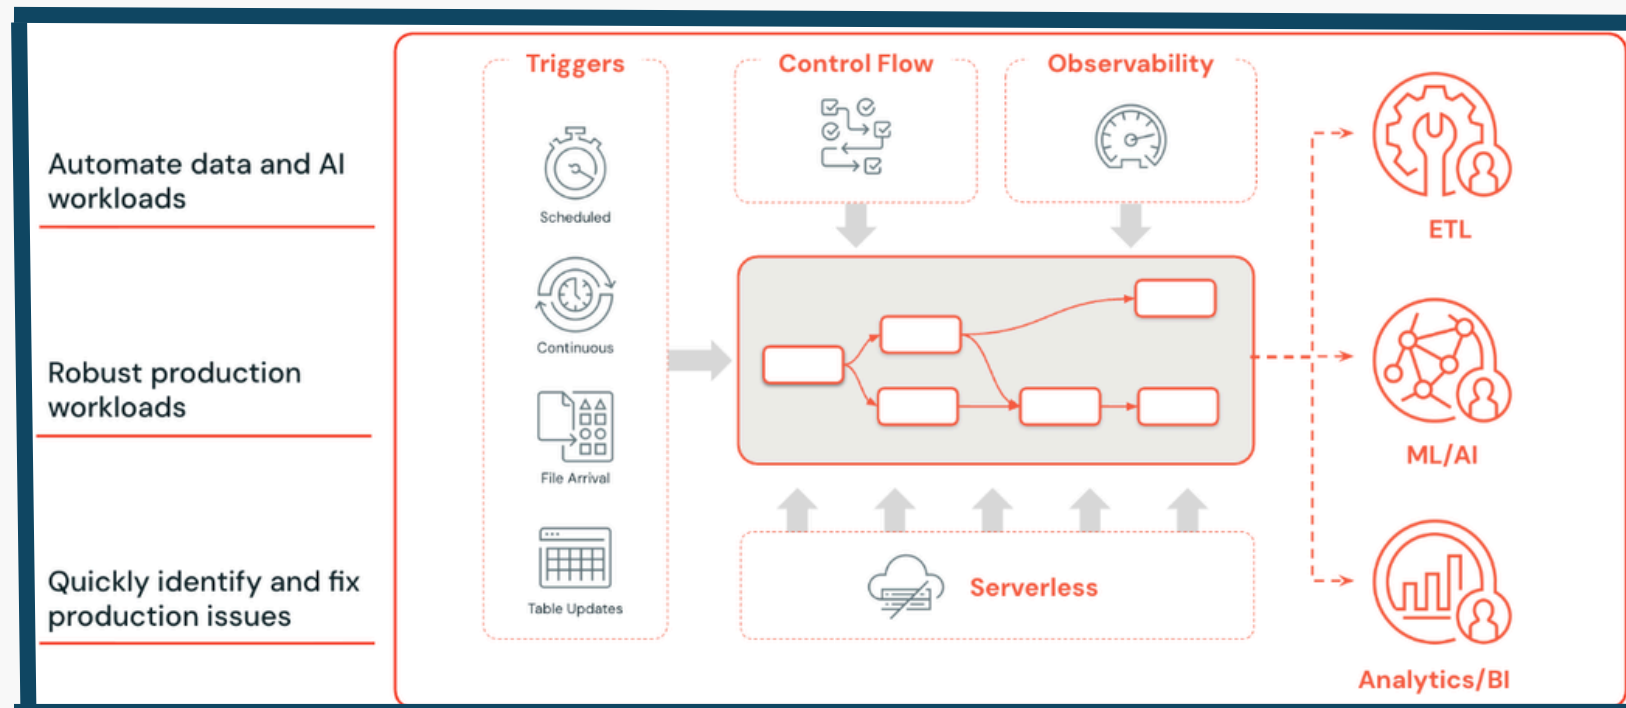 Automate data and AI
workloads
Robust production
workloads
Quickly identify and fix
production issues
Triggers
Scheduled
Continuous
File Arrival
Table Updates
Control Flow
Observability
Serverless
ETL
ML/AI
Analytics/BI